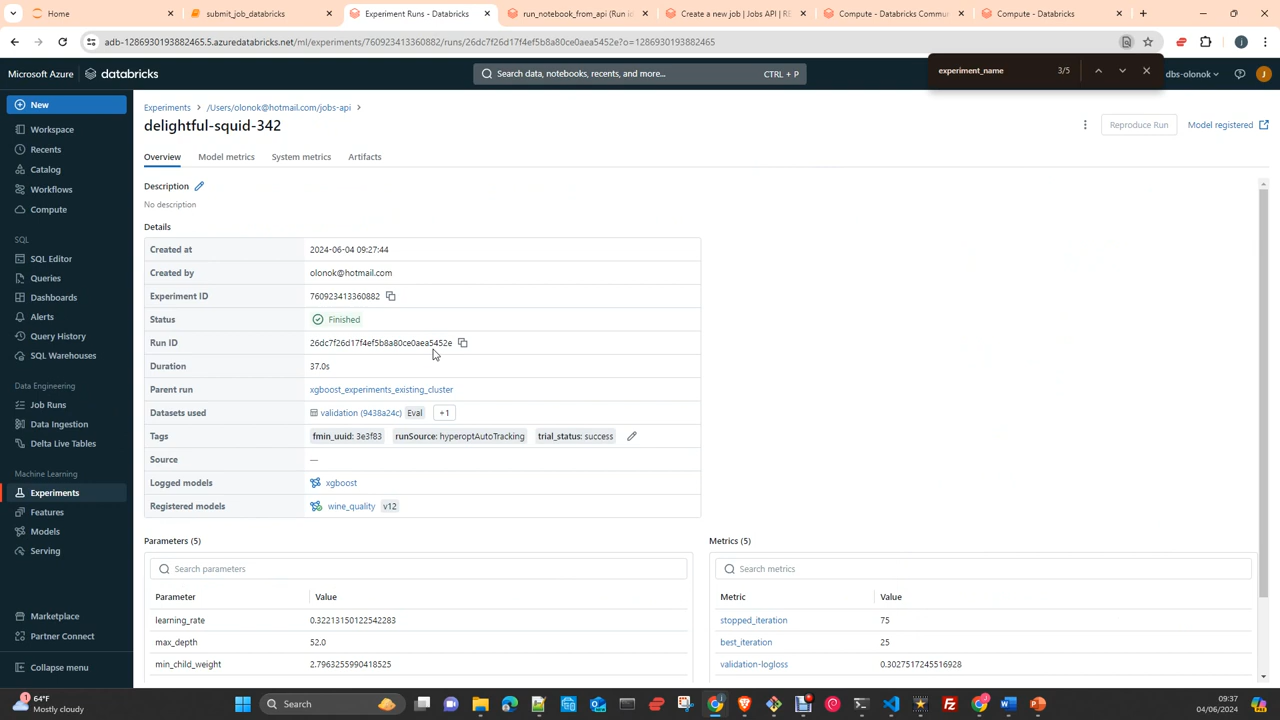 Home
submit_job_databricks
Experiment Runs - Databricks
run_notebook_from_api (Run id
Create a new job | Jobs API | RE
Compute - Databricks Commu
Compute - Databricks
adb-1286930193882465.5.azuredatabricks.net/ml/experiments/760923413360882/runs/26dc7f26d17f4ef5b8a80ce0aea5452e?o=1286930193882465
experiment_name
3/5
Microsoft Azure
databricks
Search data, notebooks, recents, and more...
CTRL + P
dbs-olonok
J
New
Workspace
Recents
Catalog
Workflows
Compute
SQL
SQL Editor
Queries
Dashboards
Alerts
Query History
SQL Warehouses
Data Engineering
Job Runs
Data Ingestion
Delta Live Tables
Machine Learning
Experiments
Features
Models
Serving
Marketplace
Partner Connect
Collapse menu
Experiments > /Users/olonok@hotmail.com/jobs-api >
delightful-squid-342
Reproduce Run
Model registered
Overview
Model metrics
System metrics
Artifacts
Description
No description
Details
Created at 2024-06-04 09:27:44
Created by olonok@hotmail.com
Experiment ID 760923413360882
Status Finished
Run ID 26dc7f26d17f4ef5b8a80ce0aea5452e
Duration 37.0s
Parent run xgboost_experiments_existing_cluster
Datasets used validation (9438a24c) Eval +1
Tags fmin_uuid: 3e3f83 runSource: hyperoptAutoTracking trial_status: success
Source —
Logged models xgboost
Registered models wine_quality v12
Parameters (5)
Search parameters
Parameter Value
learning_rate 0.32213150122542283
max_depth 52.0
min_child_weight 2.7963255990418525
Metrics (5)
Search metrics
Metric Value
stopped_iteration 75
best_iteration 25
validation-logloss 0.3027517245516928
1
64°F
Mostly cloudy
Search
09:37
04/06/2024